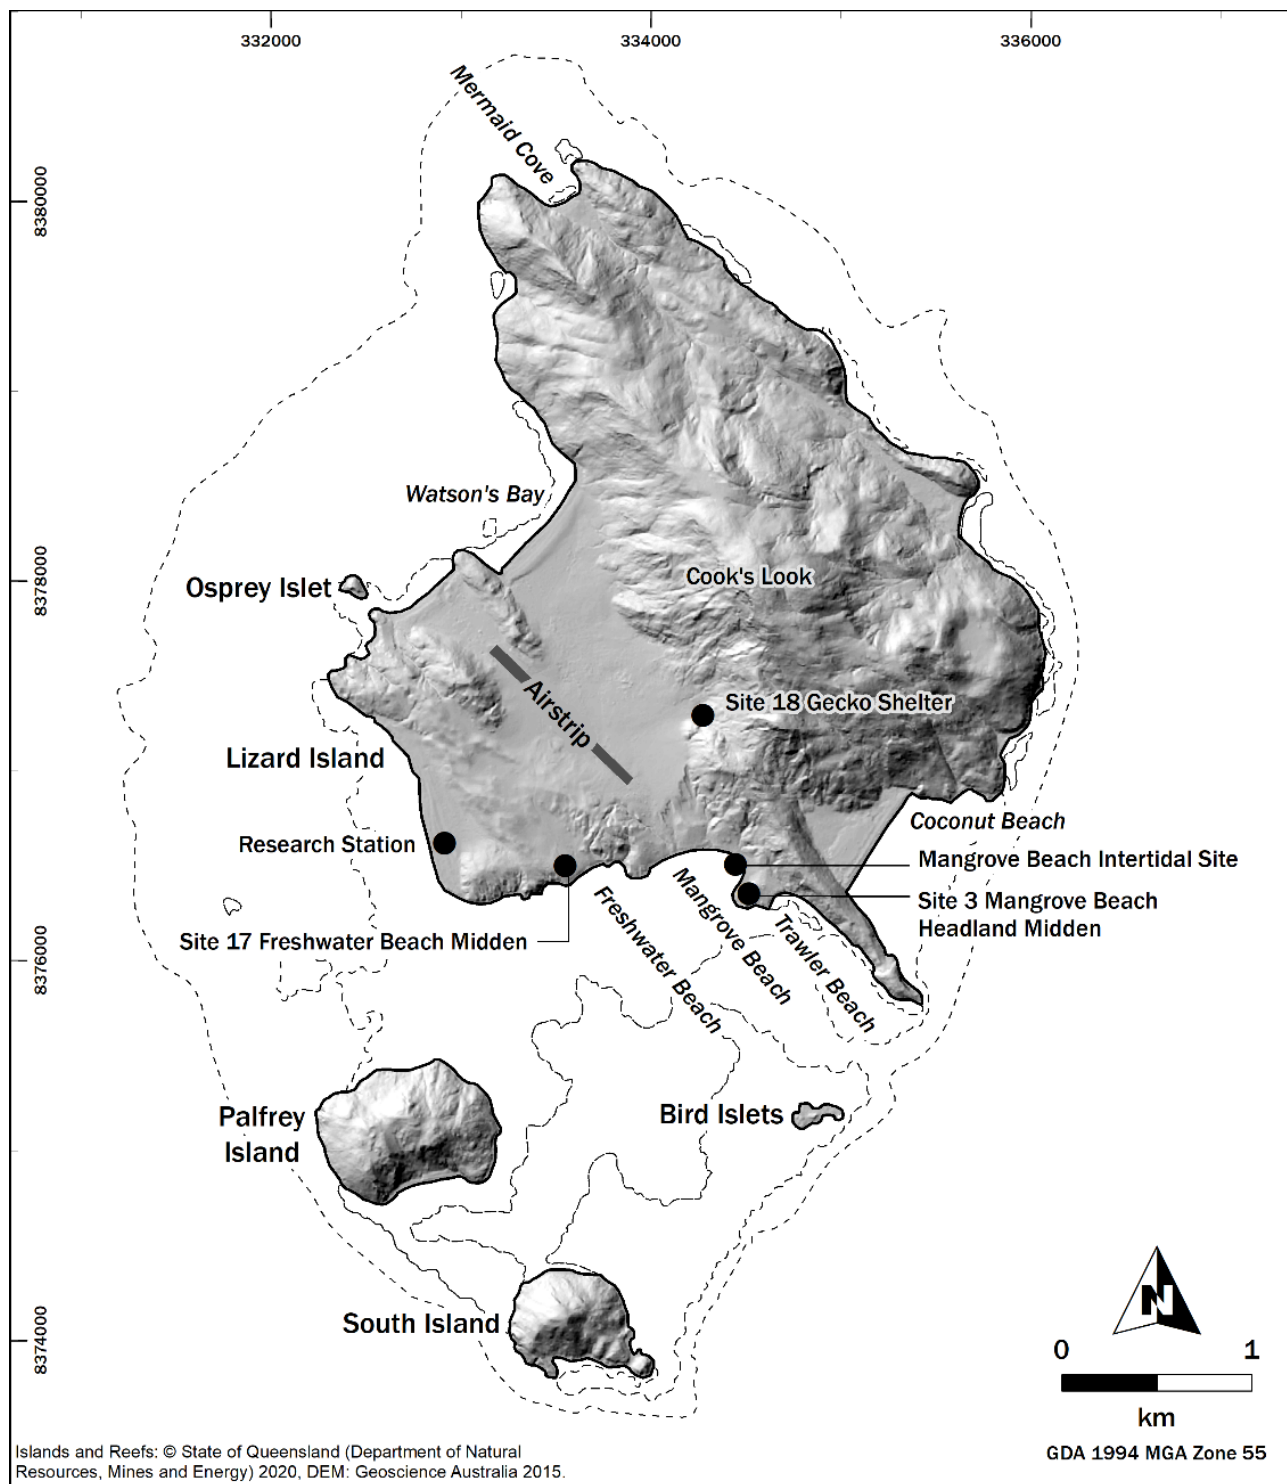 332000
334000
336000
8380000
8378000
8376000
8374000
Mermaid Cove
Watson's Bay
Osprey Islet
Cook's Look
Airstrip
Site 18 Gecko Shelter
Lizard Island
Coconut Beach
Research Station
Mangrove Beach Intertidal Site
Site 3 Mangrove Beach
Headland Midden
Site 17 Freshwater Beach Midden
Freshwater Beach
Mangrove Beach
Trawler Beach
Palfrey
Island
Bird Islets
South Island
N
0 1
km
GDA 1994 MGA Zone 55
Islands and Reefs: © State of Queensland (Department of Natural
Resources, Mines and Energy) 2020, DEM: Geoscience Australia 2015.